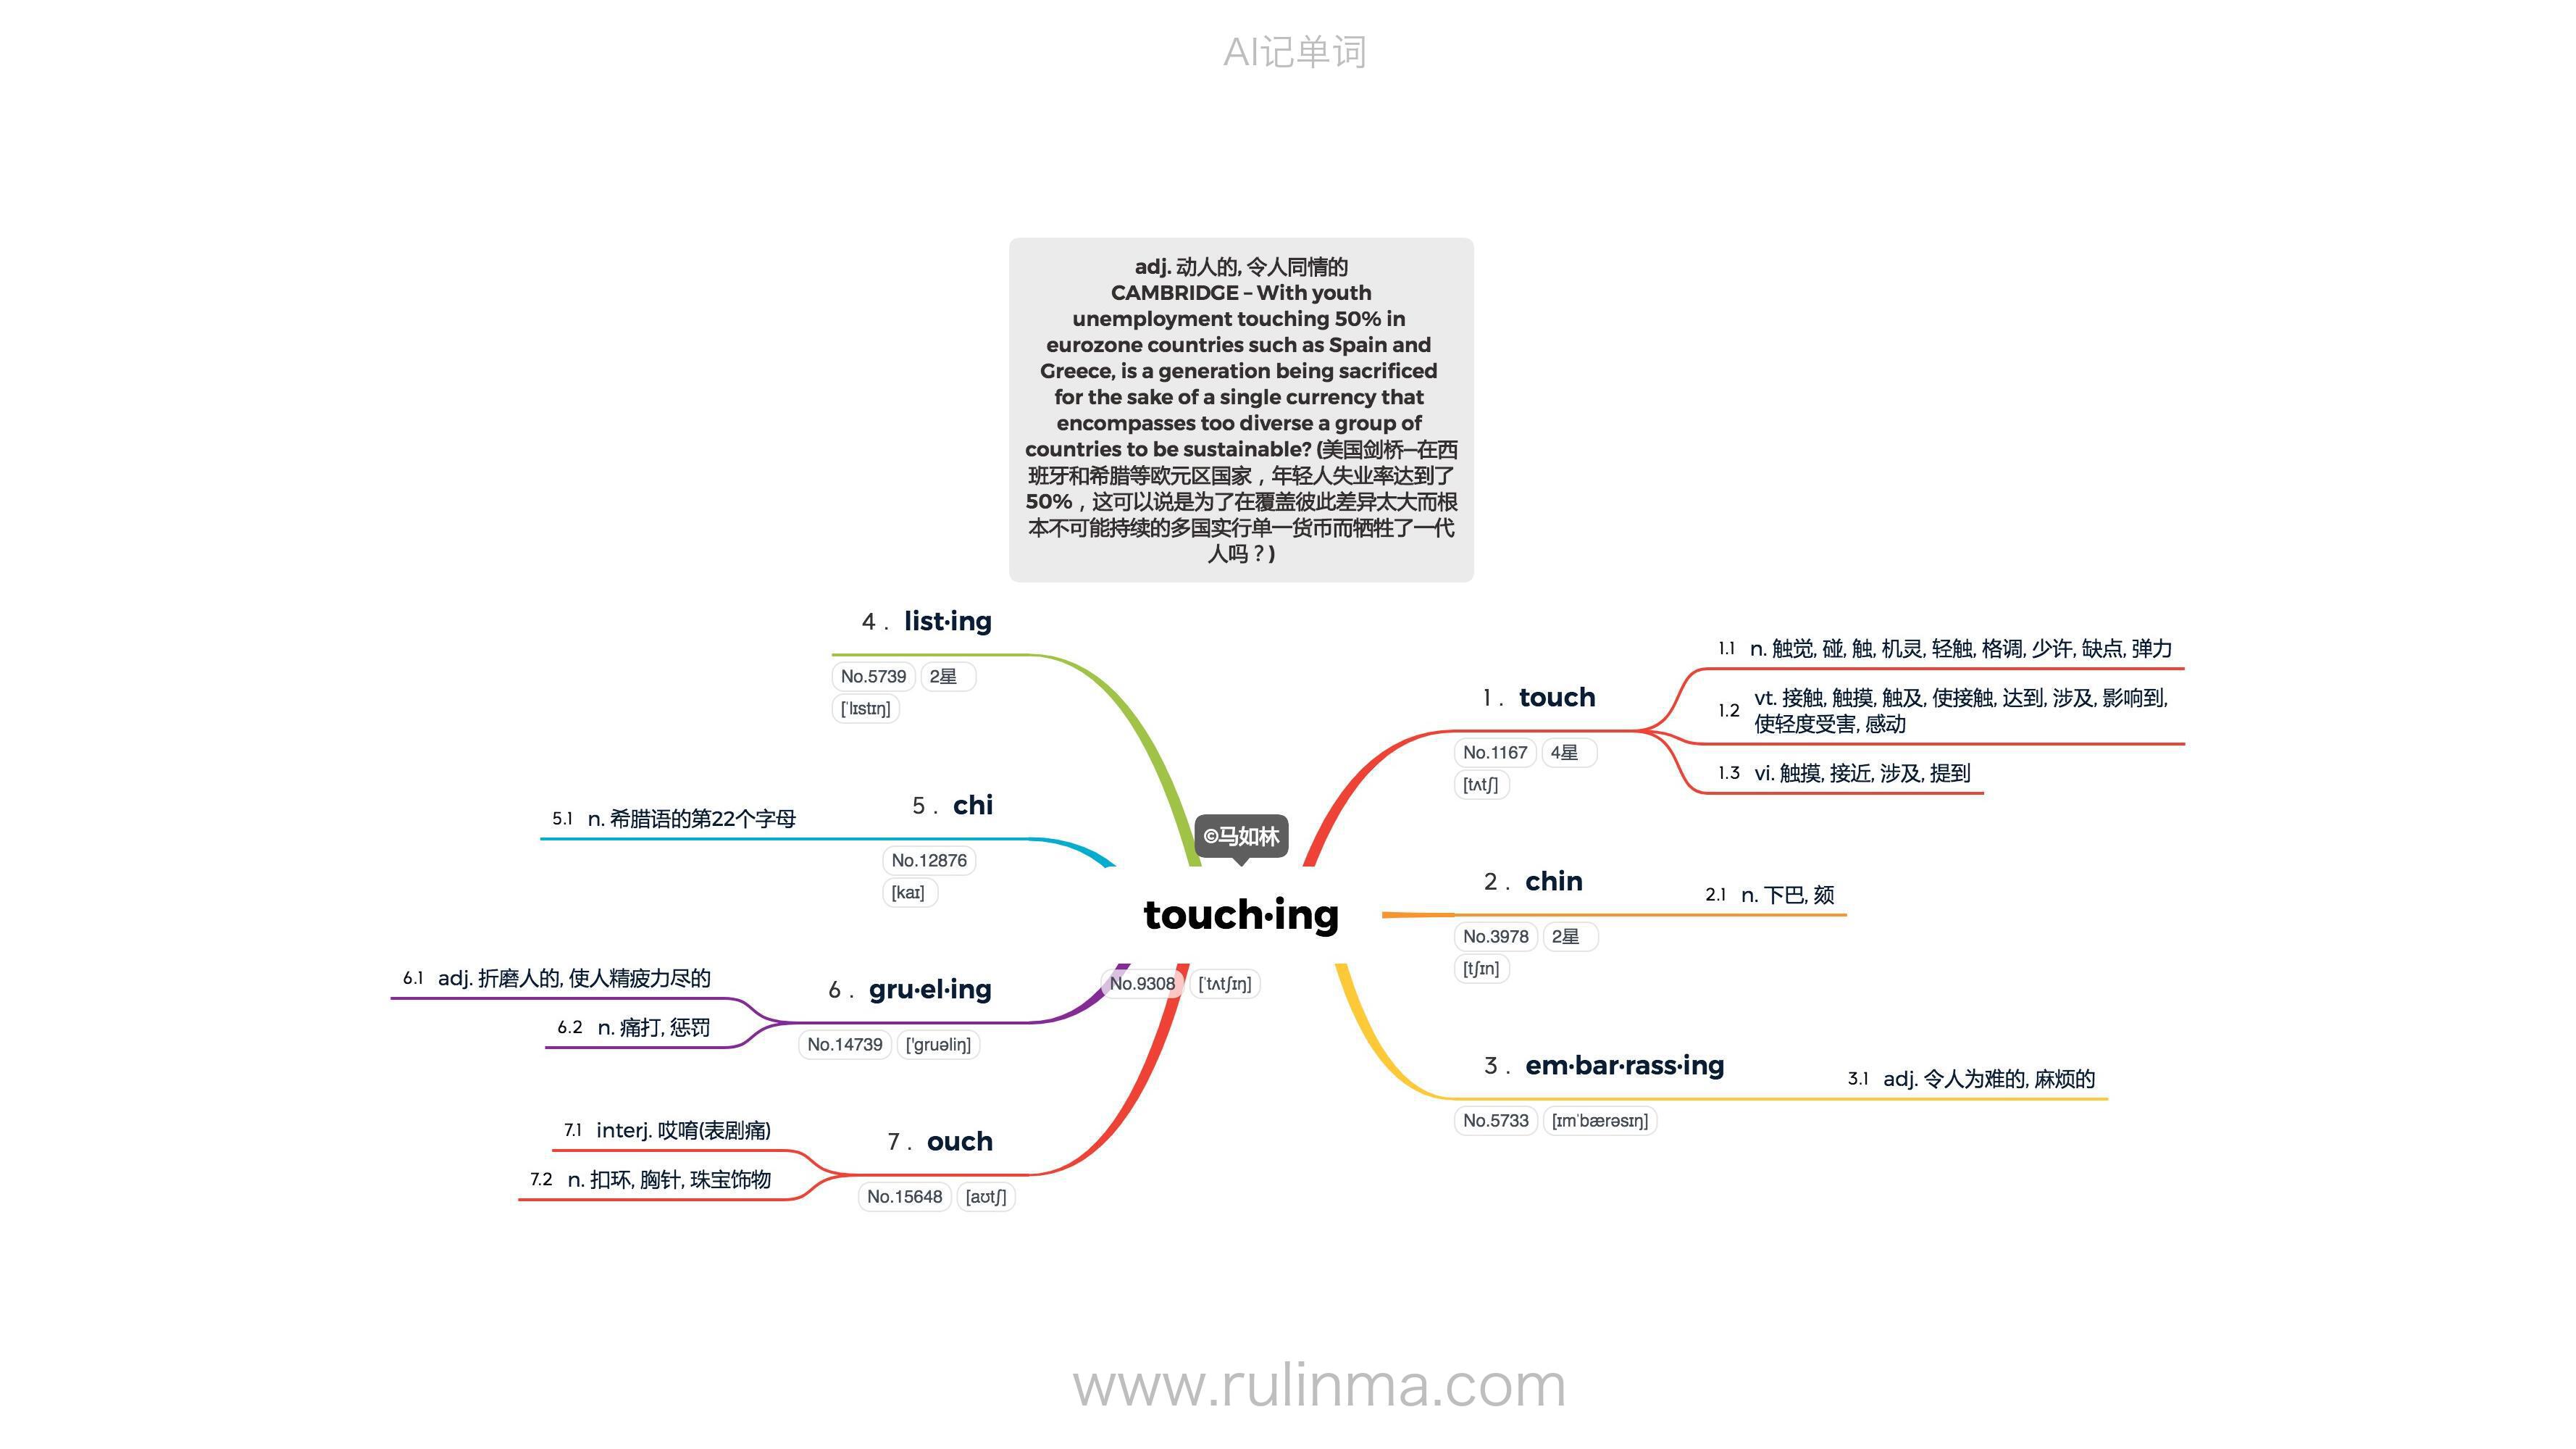 AI记单词
adj. 动人的, 令人同情的
CAMBRIDGE – With youth
unemployment touching 50% in
eurozone countries such as Spain and
Greece, is a generation being sacrificed
for the sake of a single currency that
encompasses too diverse a group of
countries to be sustainable? (美国剑桥—在西
班牙和希腊等欧元区国家，年轻人失业率达到了
50%，这可以说是为了在覆盖彼此差异太大而根
本不可能持续的多国实行单一货币而牺牲了一代
人吗？)
©马如林
touch·ing
No.9308 [ˈtʌtʃɪŋ]
1. touch
No.1167 4星
[tʌtʃ]
1.1 n. 触觉, 碰, 触, 机灵, 轻触, 格调, 少许, 缺点, 弹力
1.2 vt. 接触, 触摸, 触及, 使接触, 达到, 涉及, 影响到,
使轻度受害, 感动
1.3 vi. 触摸, 接近, 涉及, 提到
2. chin
No.3978 2星
[tʃɪn]
2.1 n. 下巴, 颏
3. em·bar·rass·ing
No.5733 [ɪmˈbærəsɪŋ]
3.1 adj. 令人为难的, 麻烦的
4. list·ing
No.5739 2星
[ˈlɪstɪŋ]
5. chi
No.12876
[kaɪ]
5.1 n. 希腊语的第22个字母
6. gru·el·ing
No.14739 ['gruəliŋ]
6.1 adj. 折磨人的, 使人精疲力尽的
6.2 n. 痛打, 惩罚
7. ouch
No.15648 [aʊtʃ]
7.1 interj. 哎唷(表剧痛)
7.2 n. 扣环, 胸针, 珠宝饰物
www.rulinma.com